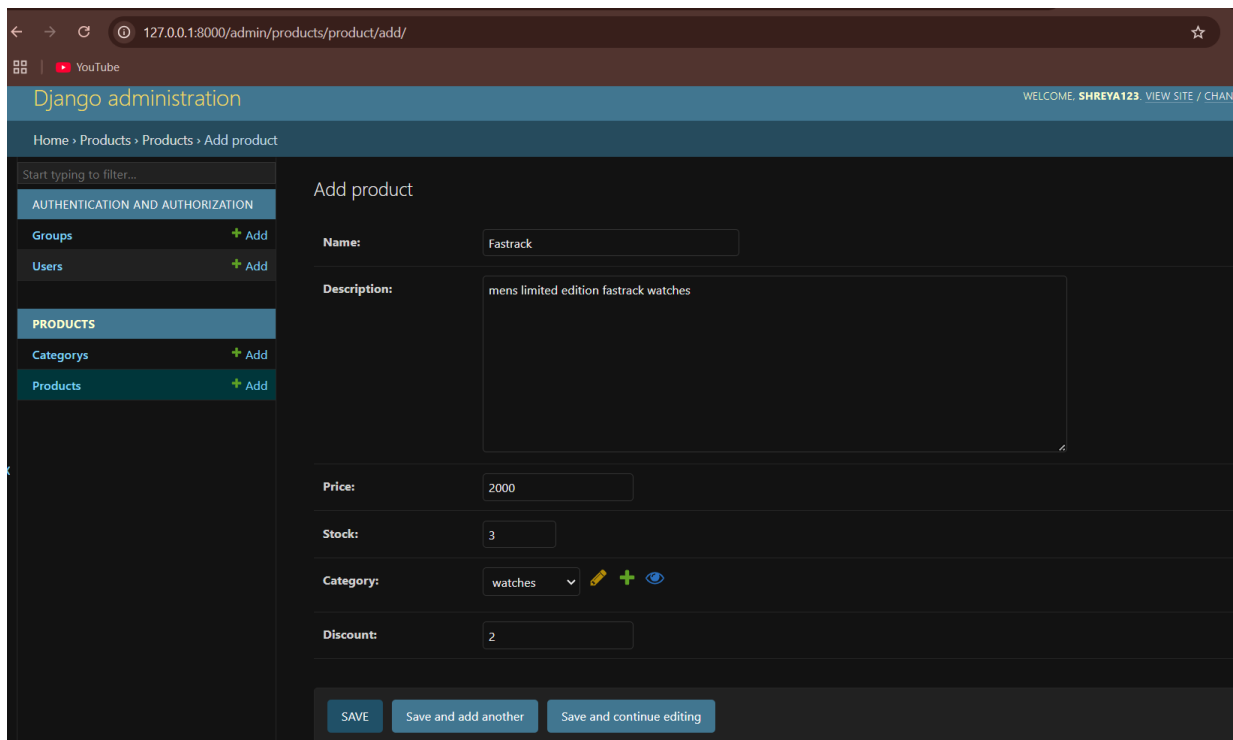 127.0.0.1:8000/admin/products/product/add/
YouTube
Django administration
WELCOME, SHREYA123. VIEW SITE / CHAN
Home › Products › Products › Add product
Start typing to filter...
AUTHENTICATION AND AUTHORIZATION
Groups + Add
Users + Add
PRODUCTS
Categorys + Add
Products + Add
Add product
Name: Fastrack
Description: mens limited edition fastrack watches
Price: 2000
Stock: 3
Category: watches
Discount: 2
SAVE Save and add another Save and continue editing